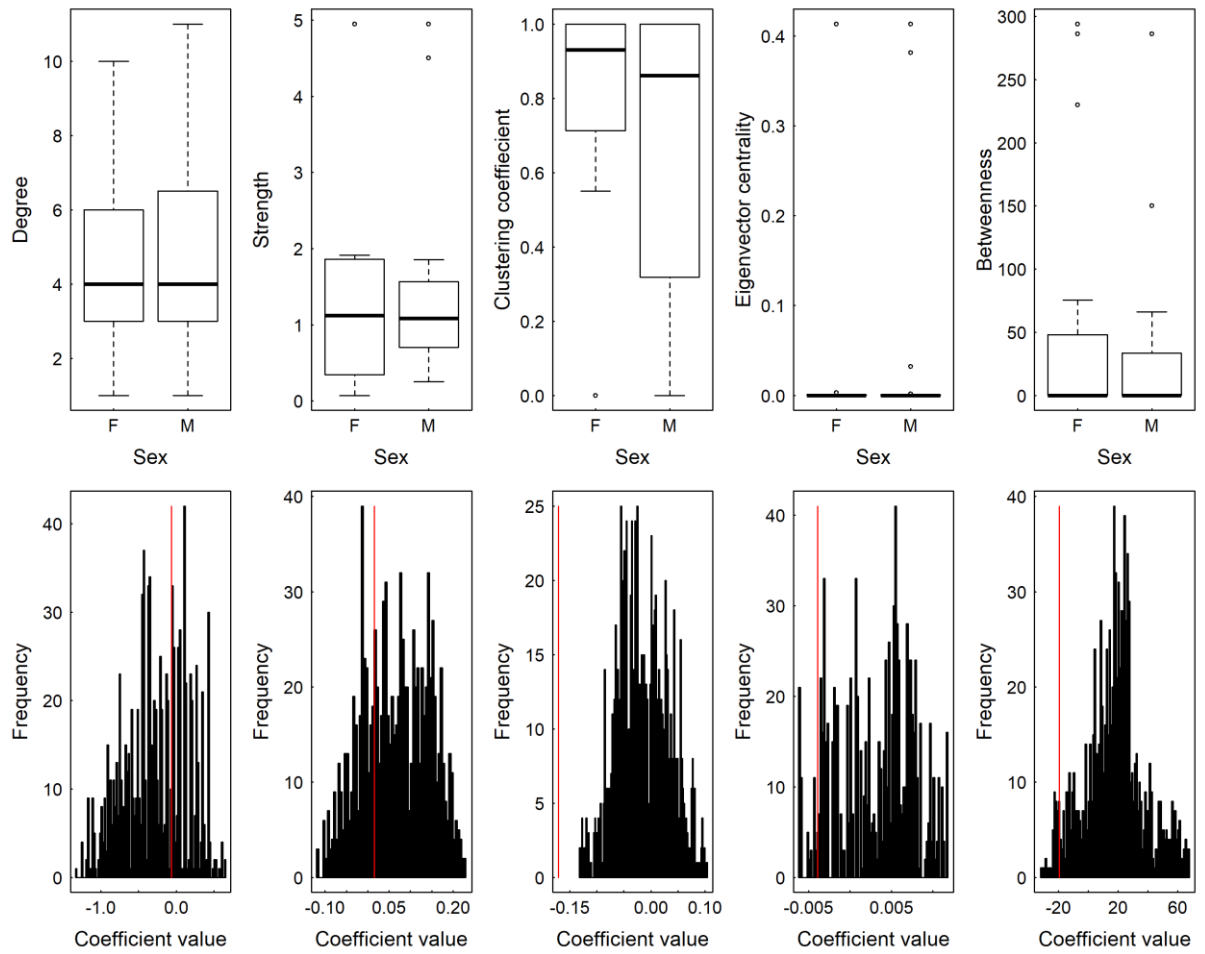 Degree
2
4
6
8
10
F
M
Sex
Strength
0
1
2
3
4
5
F
M
Sex
Clustering coeffiecient
0.0
0.2
0.4
0.6
0.8
1.0
F
M
Sex
Eigenvector centrality
0.0
0.1
0.2
0.3
0.4
F
M
Sex
Betweenness
0
50
100
150
200
250
300
F
M
Sex
Frequency
0
10
20
30
40
-1.0
0.0
Coefficient value
Frequency
0
10
20
30
40
-0.10
0.05
0.20
Coefficient value
Frequency
0
5
10
15
20
25
-0.15
0.00
0.10
Coefficient value
Frequency
0
10
20
30
40
-0.005
0.005
Coefficient value
Frequency
0
10
20
30
40
-20
20
60
Coefficient value